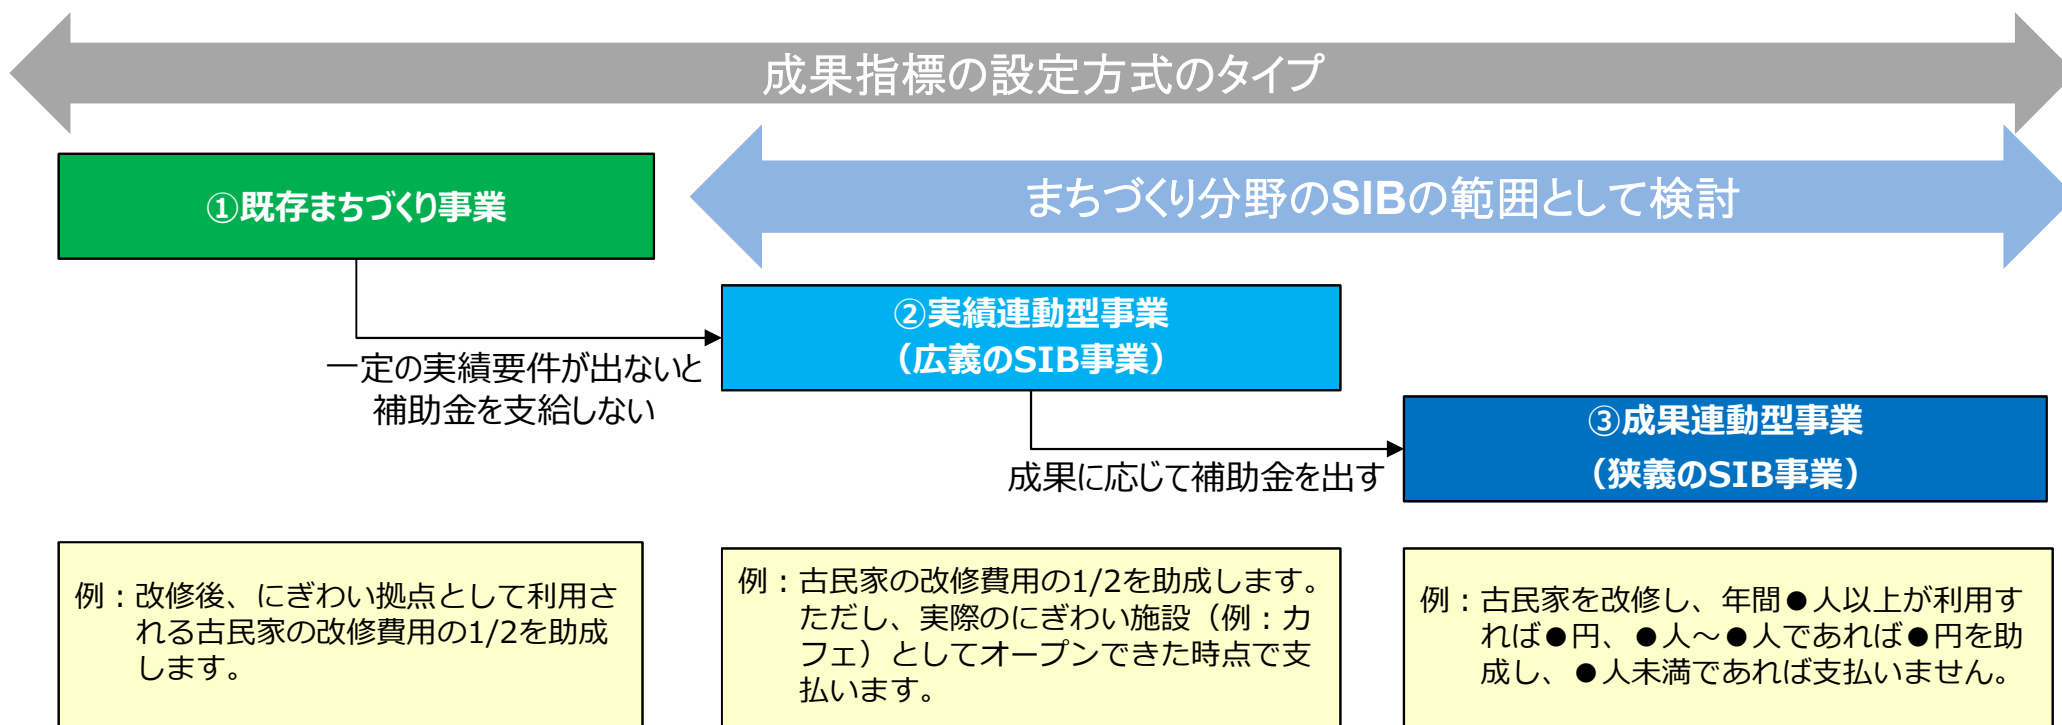 成果指標の設定方式のタイプ
まちづくり分野のSIBの範囲として検討
①既存まちづくり事業
一定の実績要件が出ないと
補助金を支給しない
②実績連動型事業
（広義のSIB事業）
成果に応じて補助金を出す
③成果連動型事業
（狭義のSIB事業）
例：改修後、にぎわい拠点として利用さ
れる古民家の改修費用の1/2を助成
します。
例：古民家の改修費用の1/2を助成します。
ただし、実際のにぎわい施設（例：カ
フェ）としてオープンできた時点で支
払います。
例：古民家を改修し、年間●人以上が利用す
れば●円、●人～●人であれば●円を助
成し、●人未満であれば支払いません。